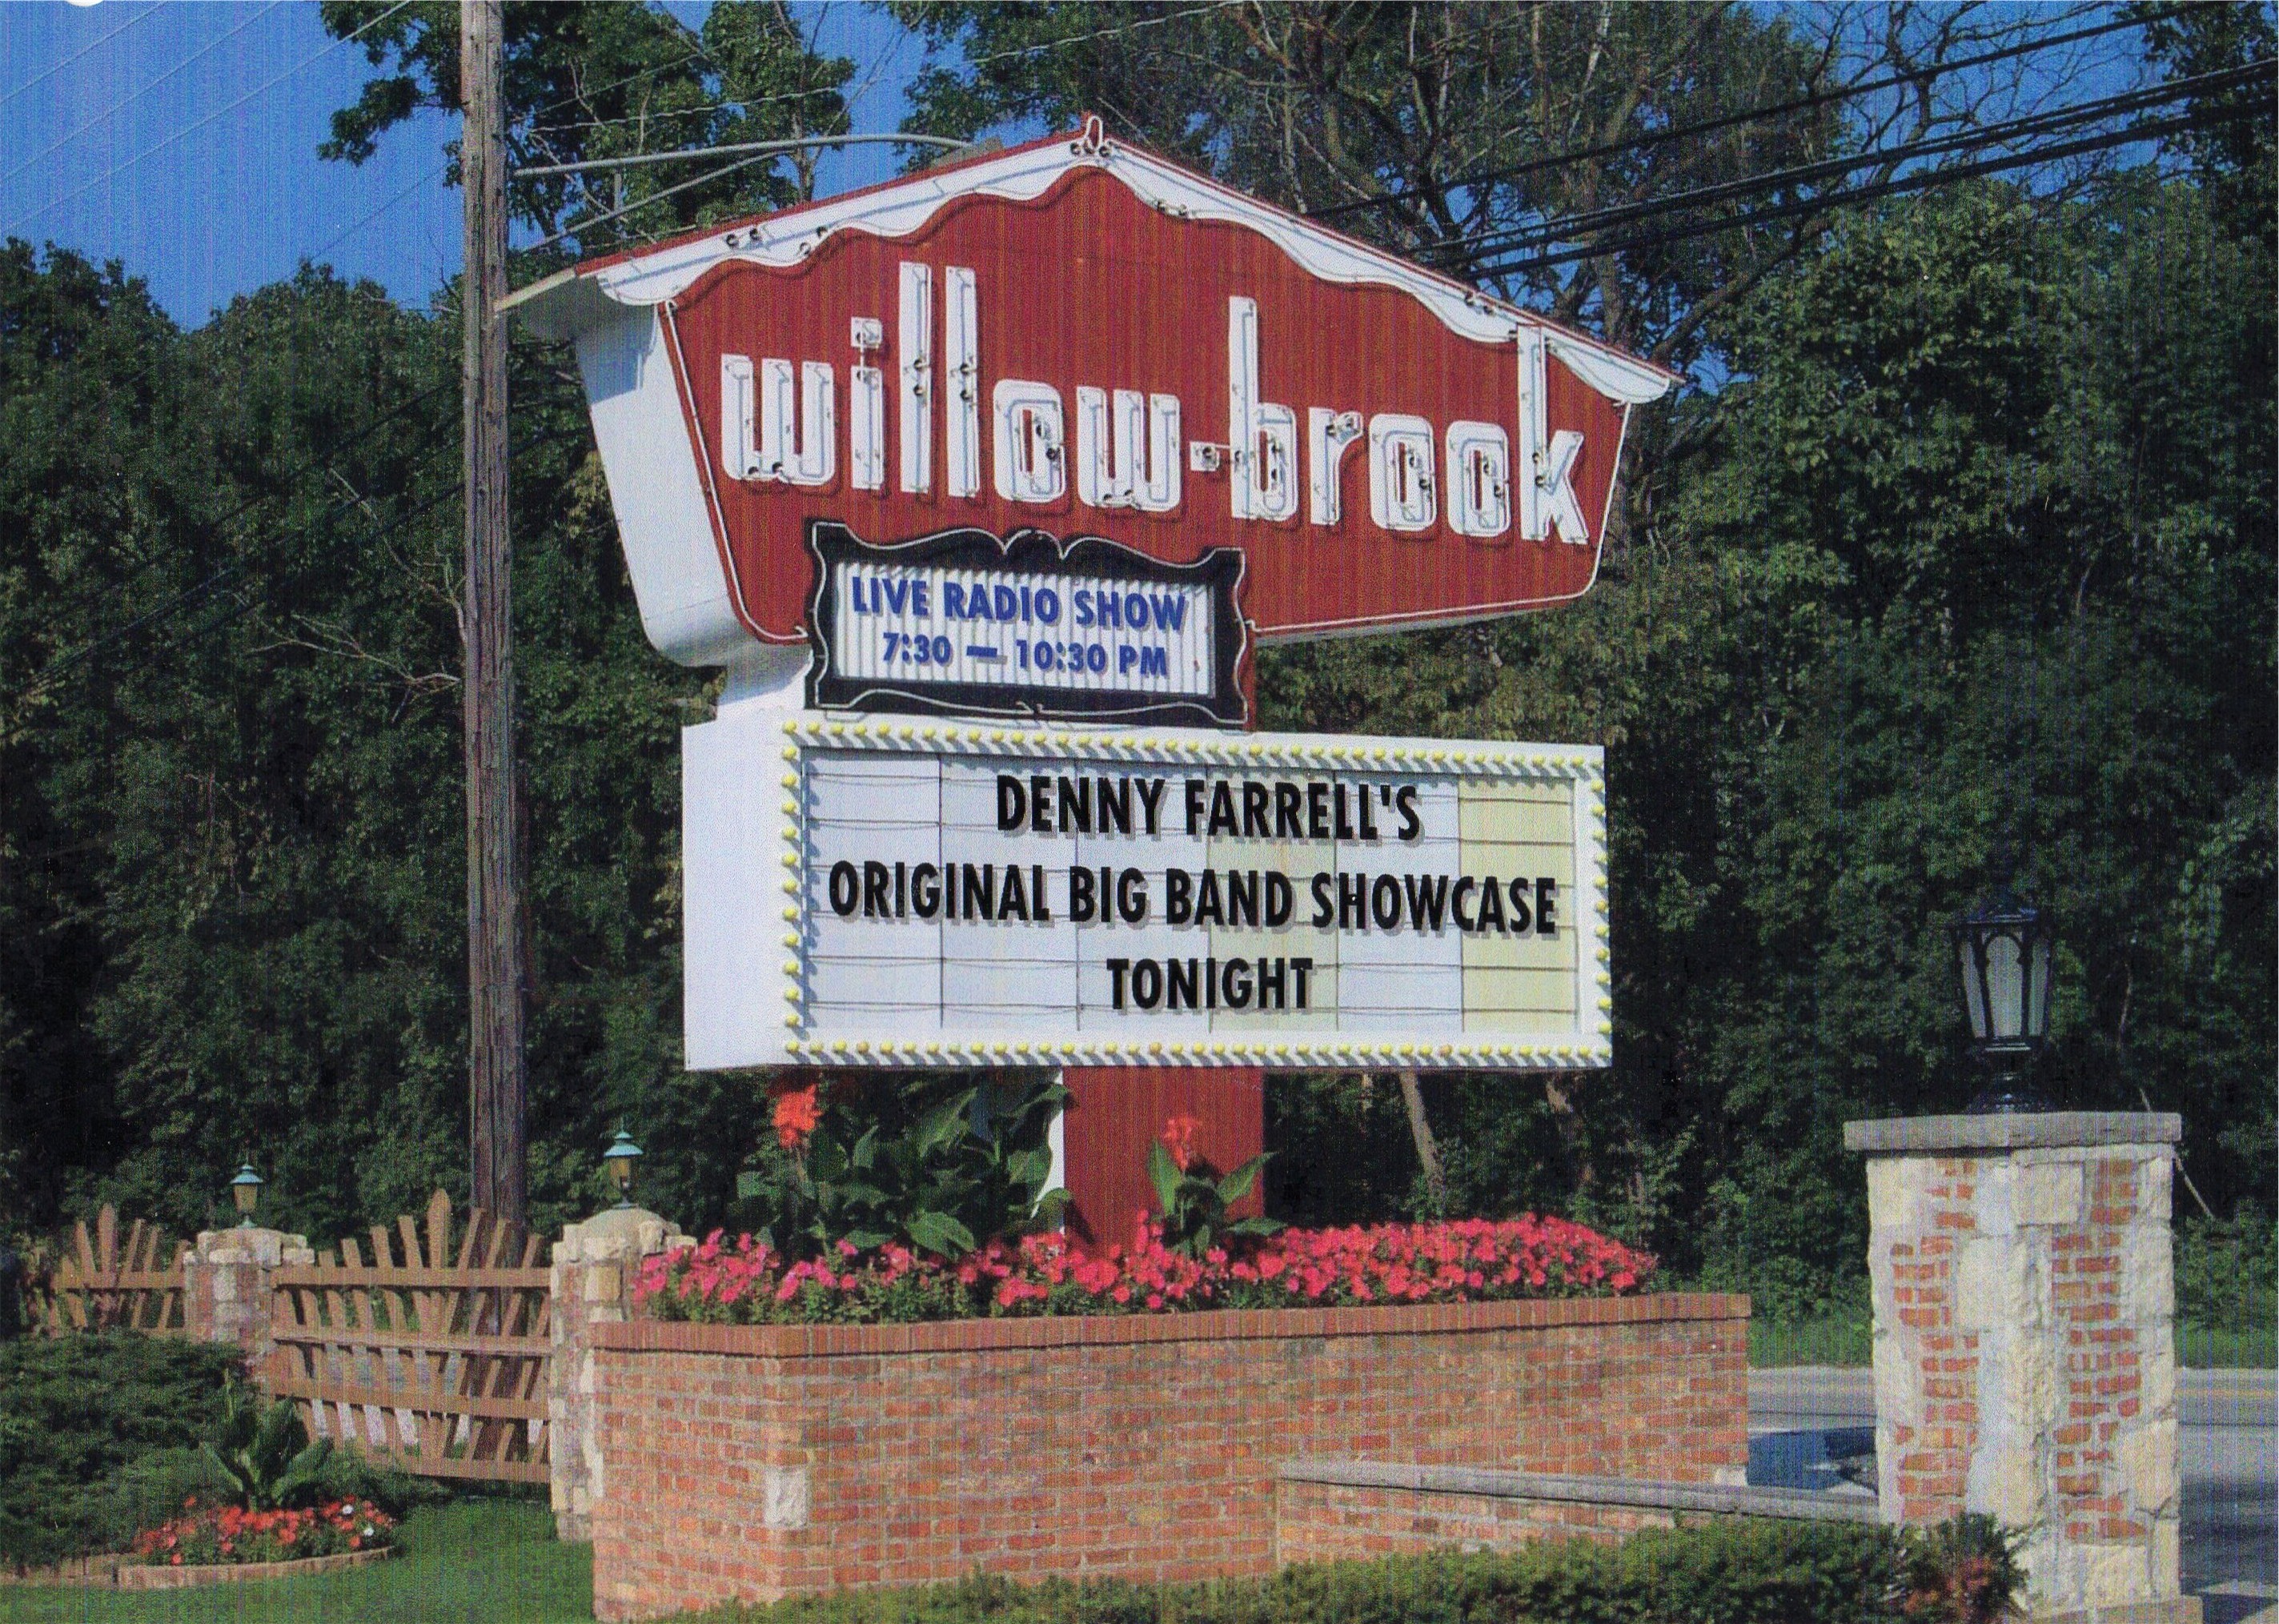 willow-brook
LIVE RADIO SHOW
7:30 — 10:30 PM
DENNY FARRELL'S
ORIGINAL BIG BAND SHOWCASE
TONIGHT